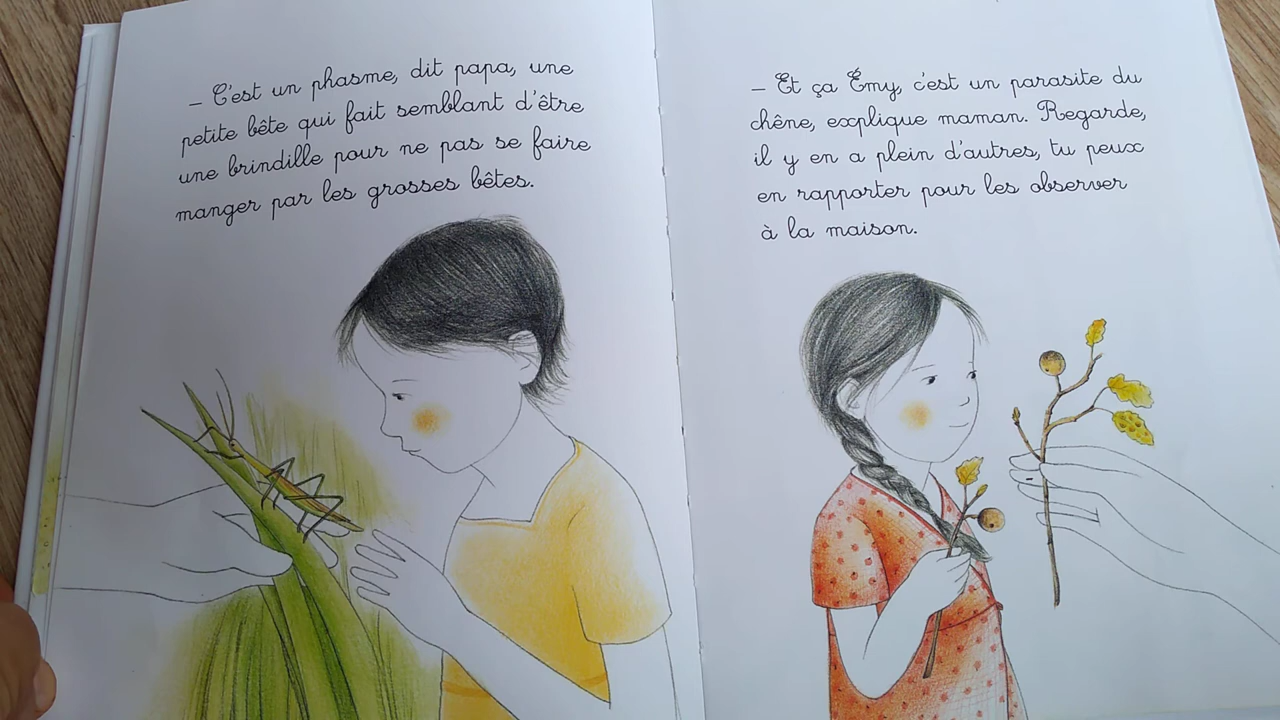 – C'est un phasme, dit papa, une
petite bête qui fait semblant d'être
une brindille pour ne pas se faire
manger par les grosses bêtes.
– Et ça Émy, c'est un parasite du
chêne, explique maman. Regarde,
il y en a plein d'autres, tu peux
en rapporter pour les observer
à la maison.